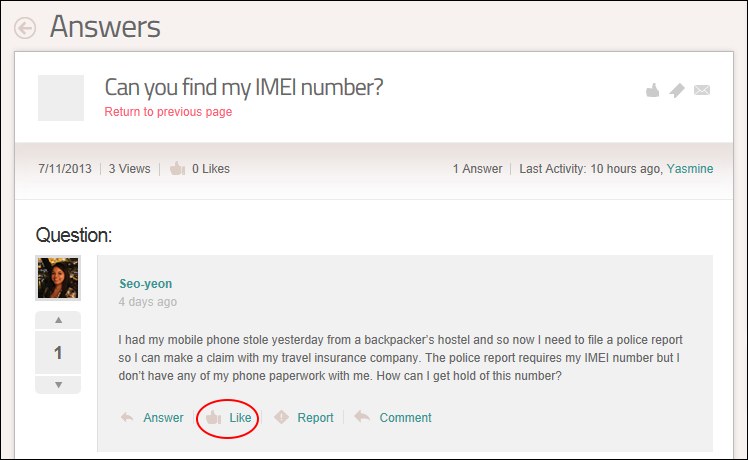 Answers
Can you find my IMEI number?
Return to previous page
7/11/2013 3 Views 0 Likes 1 Answer Last Activity: 10 hours ago, Yasmine
Question:
Seo-yeon
4 days ago
1
I had my mobile phone stole yesterday from a backpacker's hostel and so now I need to file a police report
so I can make a claim with my travel insurance company. The police report requires my IMEI number but I
don't have any of my phone paperwork with me. How can I get hold of this number?
Answer Like Report Comment